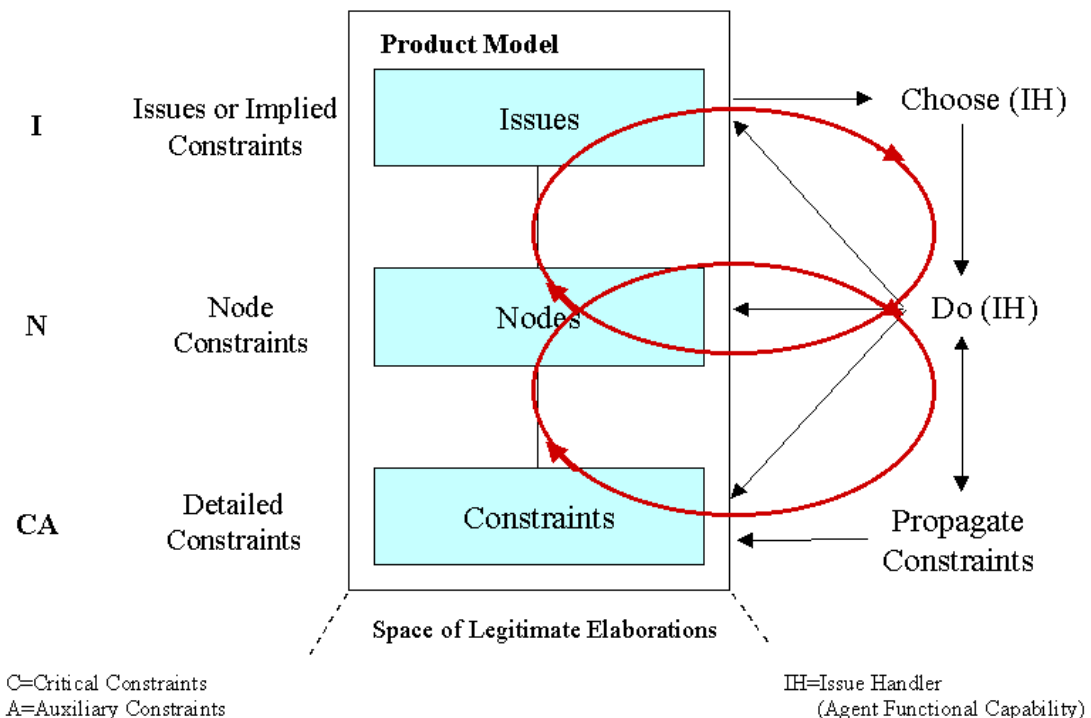 Product Model
I
Issues or Implied
Constraints
Issues
Choose (IH)
N
Node
Constraints
Nodes
Do (IH)
CA
Detailed
Constraints
Constraints
Propagate
Constraints
Space of Legitimate Elaborations
C=Critical Constraints
A=Auxiliary Constraints
IH=Issue Handler
(Agent Functional Capability)